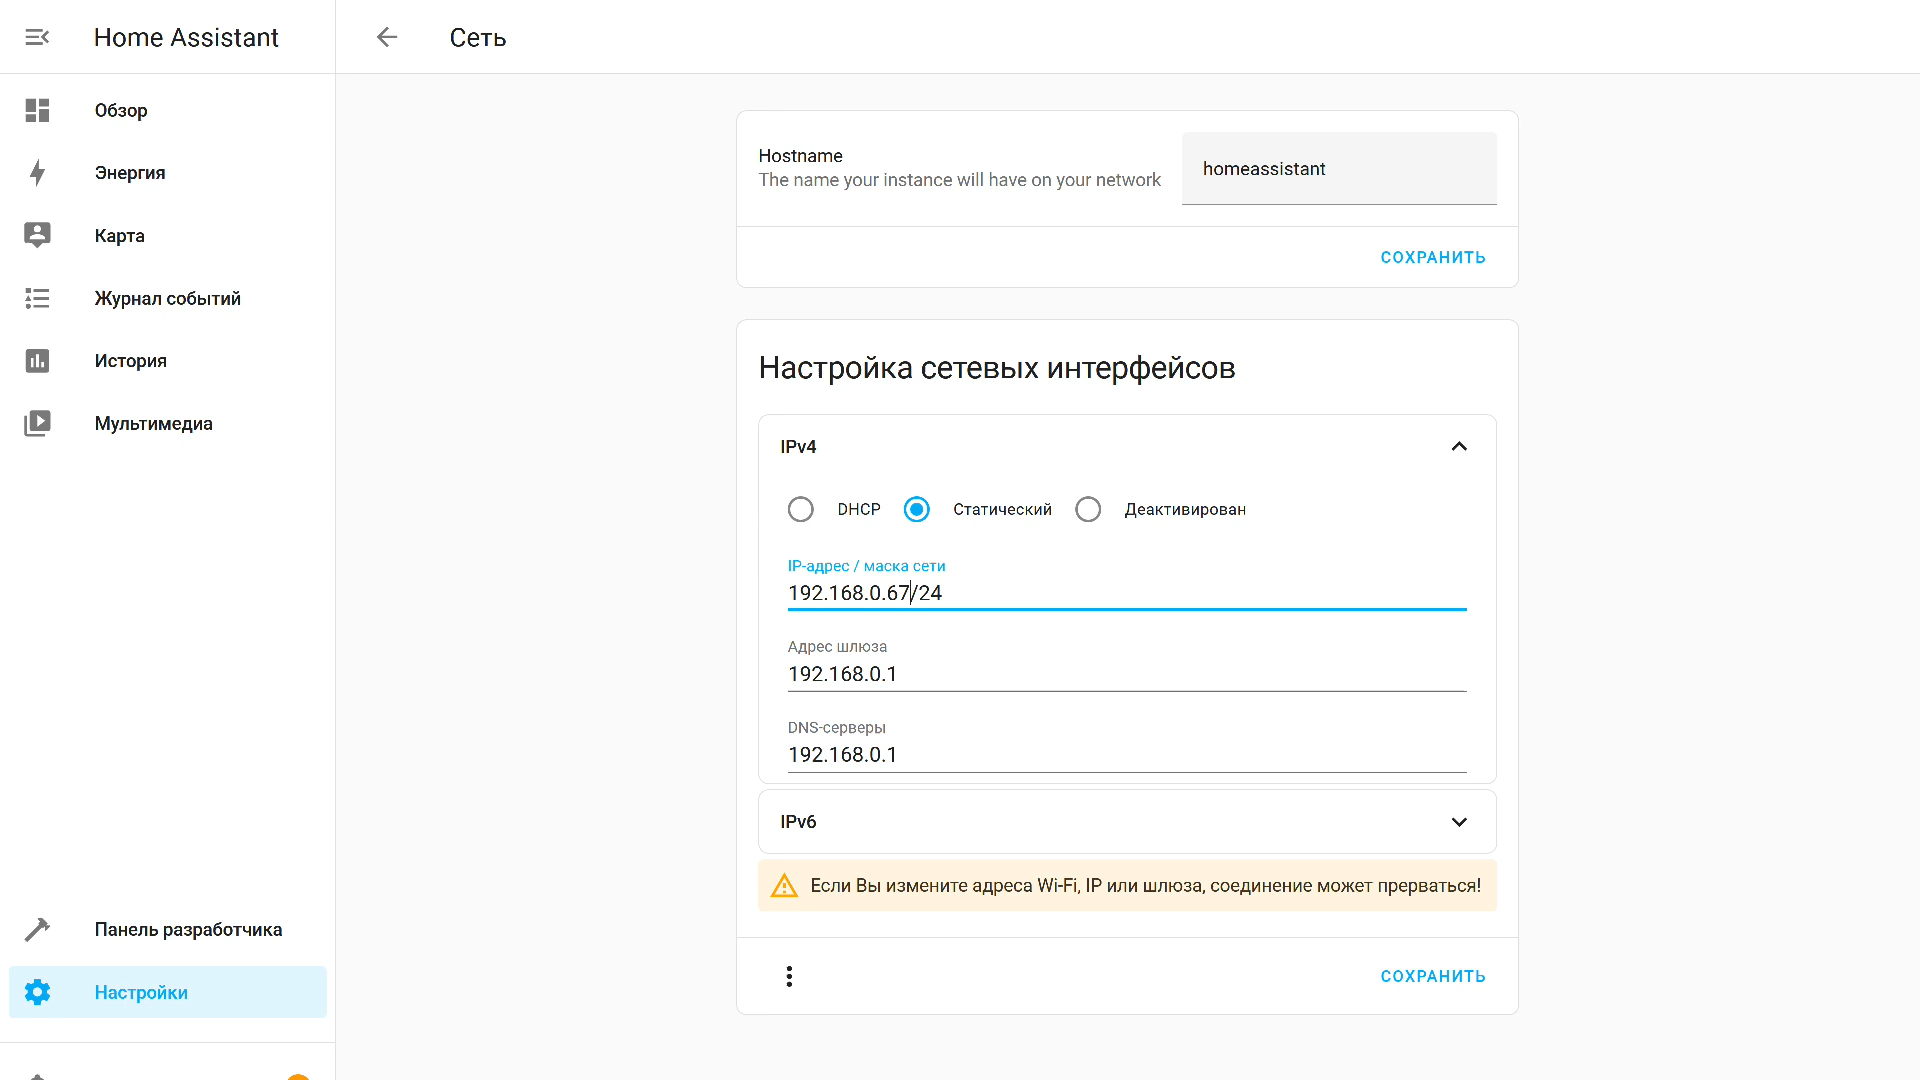 Home Assistant
Сеть
Обзор
Энергия
Карта
Журнал событий
История
Мультимедиа
Панель разработчика
Настройки
Hostname
The name your instance will have on your network
homeassistant
СОХРАНИТЬ
Настройка сетевых интерфейсов
IPv4
DHCP
Статический
Деактивирован
IP-адрес / маска сети
192.168.0.67/24
Адрес шлюза
192.168.0.1
DNS-серверы
192.168.0.1
IPv6
Если Вы измените адреса Wi-Fi, IP или шлюза, соединение может прерваться!
СОХРАНИТЬ